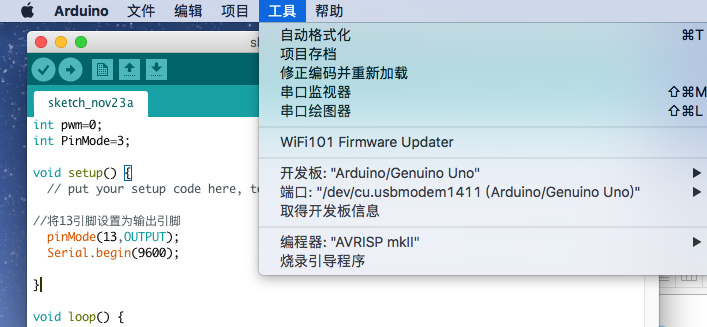 Arduino 文件 编辑 项目 工具 帮助
自动格式化 ⌘T
项目存档
修正编码并重新加载
串口监视器 ⇧⌘M
串口绘图器 ⇧⌘L
WiFi101 Firmware Updater
开发板: "Arduino/Genuino Uno"
端口: "/dev/cu.usbmodem1411 (Arduino/Genuino Uno)"
取得开发板信息
编程器: "AVRISP mkII"
烧录引导程序
sketch_nov23a
int pwm=0;
int PinMode=3;
void setup() {
// put your setup code here, to
//将13引脚设置为输出引脚
pinMode(13,OUTPUT);
Serial.begin(9600);
}
void loop() {